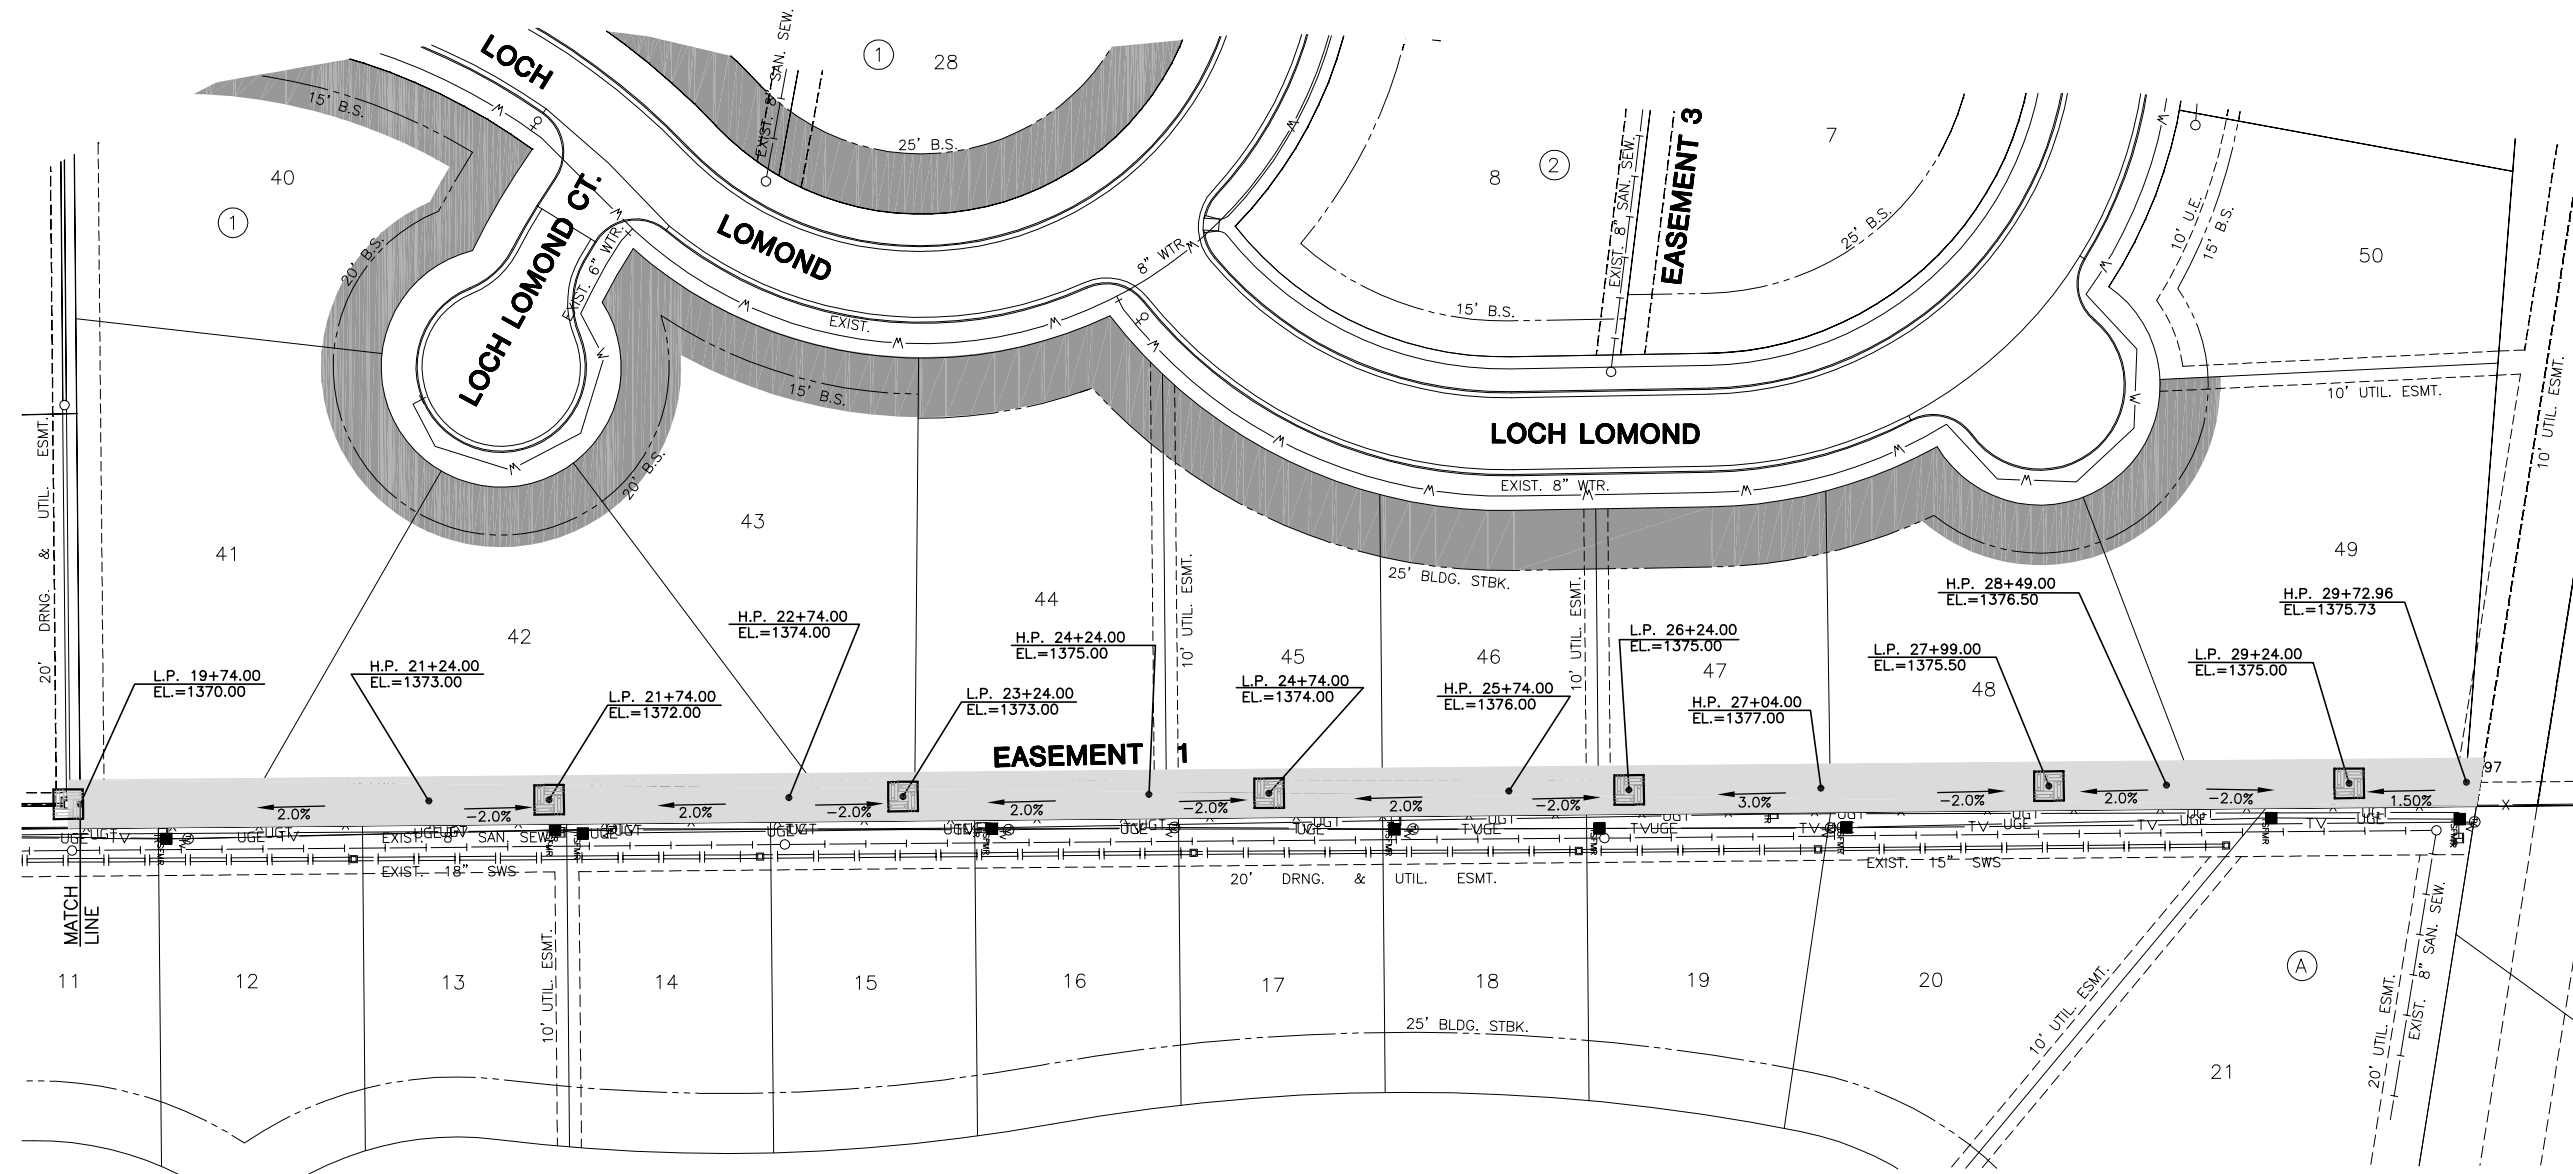 LOCH
15' B.S.
EXIST. 8" SAN. SEW.
1
28
25' B.S.
40
1
20' B.S.
LOCH LOMOND CT.
EXIST. 6" WTR.
LOMOND
EXIST.
15' B.S.
20' B.S.
8" WTR.
8
2
7
EXIST. 8" SAN. SEW.
EASEMENT 3
25' B.S.
15' B.S.
10' U.E.
15' B.S.
50
10' UTIL. ESMT.
10' UTIL. ESMT.
LOCH LOMOND
EXIST. 8" WTR.
25' BLDG. STBK.
20' DRNG. & UTIL. ESMT.
41
42
43
44
45
46
47
48
49
10' UTIL. ESMT.
10' UTIL. ESMT.
L.P. 19+74.00
EL.=1370.00
H.P. 21+24.00
EL.=1373.00
L.P. 21+74.00
EL.=1372.00
H.P. 22+74.00
EL.=1374.00
L.P. 23+24.00
EL.=1373.00
H.P. 24+24.00
EL.=1375.00
L.P. 24+74.00
EL.=1374.00
H.P. 25+74.00
EL.=1376.00
L.P. 26+24.00
EL.=1375.00
H.P. 27+04.00
EL.=1377.00
L.P. 27+99.00
EL.=1375.50
H.P. 28+49.00
EL.=1376.50
L.P. 29+24.00
EL.=1375.00
H.P. 29+72.96
EL.=1375.73
EASEMENT 1
97
2.0%
-2.0%
2.0%
-2.0%
2.0%
-2.0%
2.0%
-2.0%
3.0%
-2.0%
2.0%
-2.0%
1.50%
EXIST. 8" SAN. SEW.
EXIST. 18" SWS
20' DRNG. & UTIL. ESMT.
EXIST. 15" SWS
MATCH
LINE
11
12
13
14
15
16
17
18
19
20
21
A
10' UTIL. ESMT.
25' BLDG. STBK.
10' UTIL. ESMT.
20' UTIL. ESMT.
EXIST. 8" SAN. SEW.